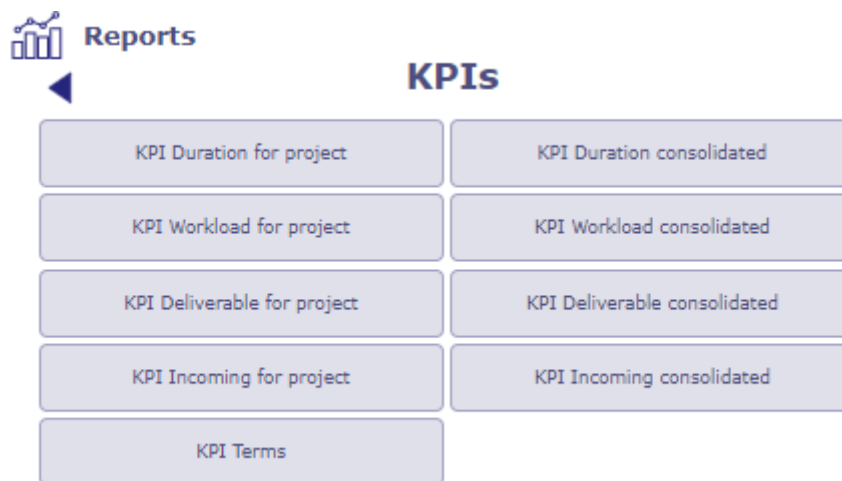 Reports
KPIs
KPI Duration for project
KPI Duration consolidated
KPI Workload for project
KPI Workload consolidated
KPI Deliverable for project
KPI Deliverable consolidated
KPI Incoming for project
KPI Incoming consolidated
KPI Terms